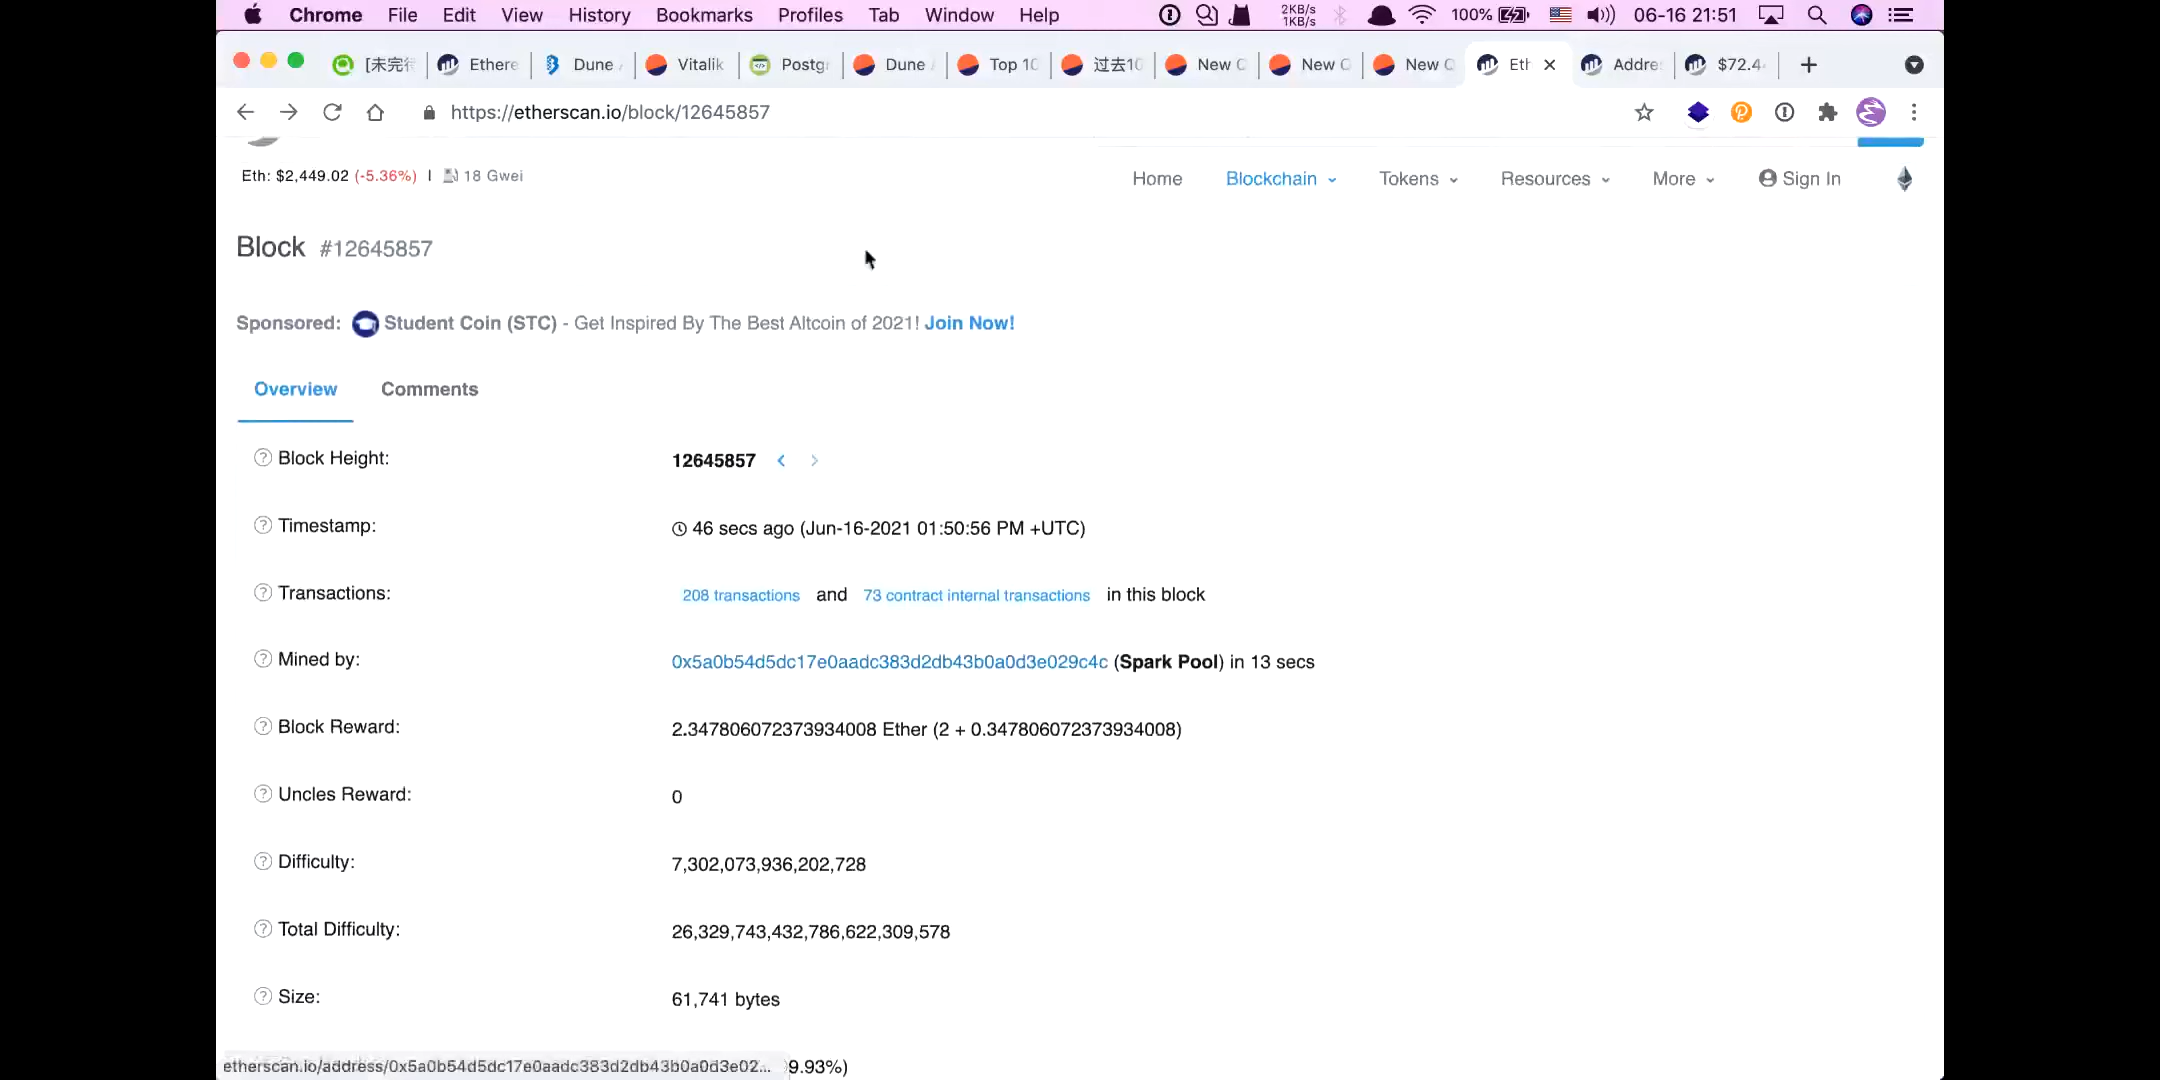 Chrome File Edit View History Bookmarks Profiles Tab Window Help 2KB/s 1KB/s 100% 06-16 21:51
[未完待 Ethere Dune Vitalik Postgr Dune Top 10 过去10 New New New Eth Addre $72.4
https://etherscan.io/block/12645857
Eth: $2,449.02 (-5.36%) | 18 Gwei
Home Blockchain Tokens Resources More Sign In
Block #12645857
Sponsored: Student Coin (STC) - Get Inspired By The Best Altcoin of 2021! Join Now!
Overview Comments
Block Height: 12645857
Timestamp: 46 secs ago (Jun-16-2021 01:50:56 PM +UTC)
Transactions: 208 transactions and 73 contract internal transactions in this block
Mined by: 0x5a0b54d5dc17e0aadc383d2db43b0a0d3e029c4c (Spark Pool) in 13 secs
Block Reward: 2.347806072373934008 Ether (2 + 0.347806072373934008)
Uncles Reward: 0
Difficulty: 7,302,073,936,202,728
Total Difficulty: 26,329,743,432,786,622,309,578
Size: 61,741 bytes
etherscan.io/address/0x5a0b54d5dc17e0aadc383d2db43b0a0d3e02... 9.93%)